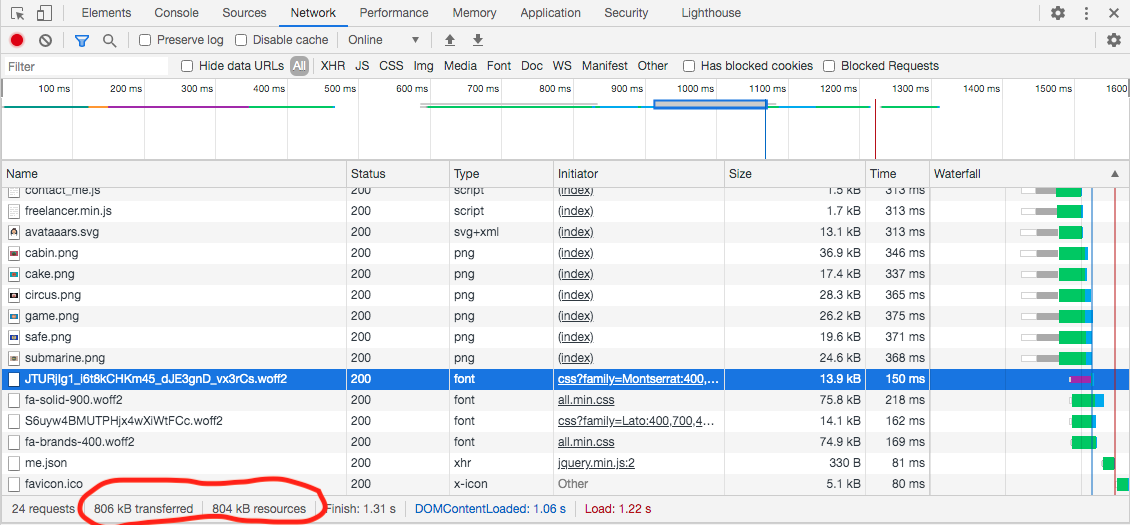 Elements Console Sources Network Performance Memory Application Security Lighthouse
Preserve log Disable cache Online
Filter Hide data URLs All XHR JS CSS Img Media Font Doc WS Manifest Other Has blocked cookies Blocked Requests
100 ms 200 ms 300 ms 400 ms 500 ms 600 ms 700 ms 800 ms 900 ms 1000 ms 1100 ms 1200 ms 1300 ms 1400 ms 1500 ms 1600
Name Status Type Initiator Size Time Waterfall
contact_me.js 200 script (index) 1.5 kB 313 ms
freelancer.min.js 200 script (index) 1.7 kB 313 ms
avataaars.svg 200 svg+xml (index) 13.1 kB 315 ms
cabin.png 200 png (index) 36.9 kB 346 ms
cake.png 200 png (index) 17.4 kB 337 ms
circus.png 200 png (index) 28.3 kB 365 ms
game.png 200 png (index) 26.2 kB 375 ms
safe.png 200 png (index) 19.6 kB 371 ms
submarine.png 200 png (index) 24.6 kB 368 ms
JTURjIg1_i6t8kCHKm45_dJE3gnD_vx3rCs.woff2 200 font css?family=Montserrat:400,... 13.9 kB 150 ms
fa-solid-900.woff2 200 font all.min.css 75.8 kB 218 ms
S6uyw4BMUTPHjx4wXiWtFCc.woff2 200 font css?family=Lato:400,700,4... 14.1 kB 162 ms
fa-brands-400.woff2 200 font all.min.css 74.9 kB 169 ms
me.json 200 xhr jquery.min.js:2 330 B 81 ms
favicon.ico 200 x-icon Other 5.1 kB 80 ms
24 requests 806 kB transferred 804 kB resources Finish: 1.31 s DOMContentLoaded: 1.06 s Load: 1.22 s